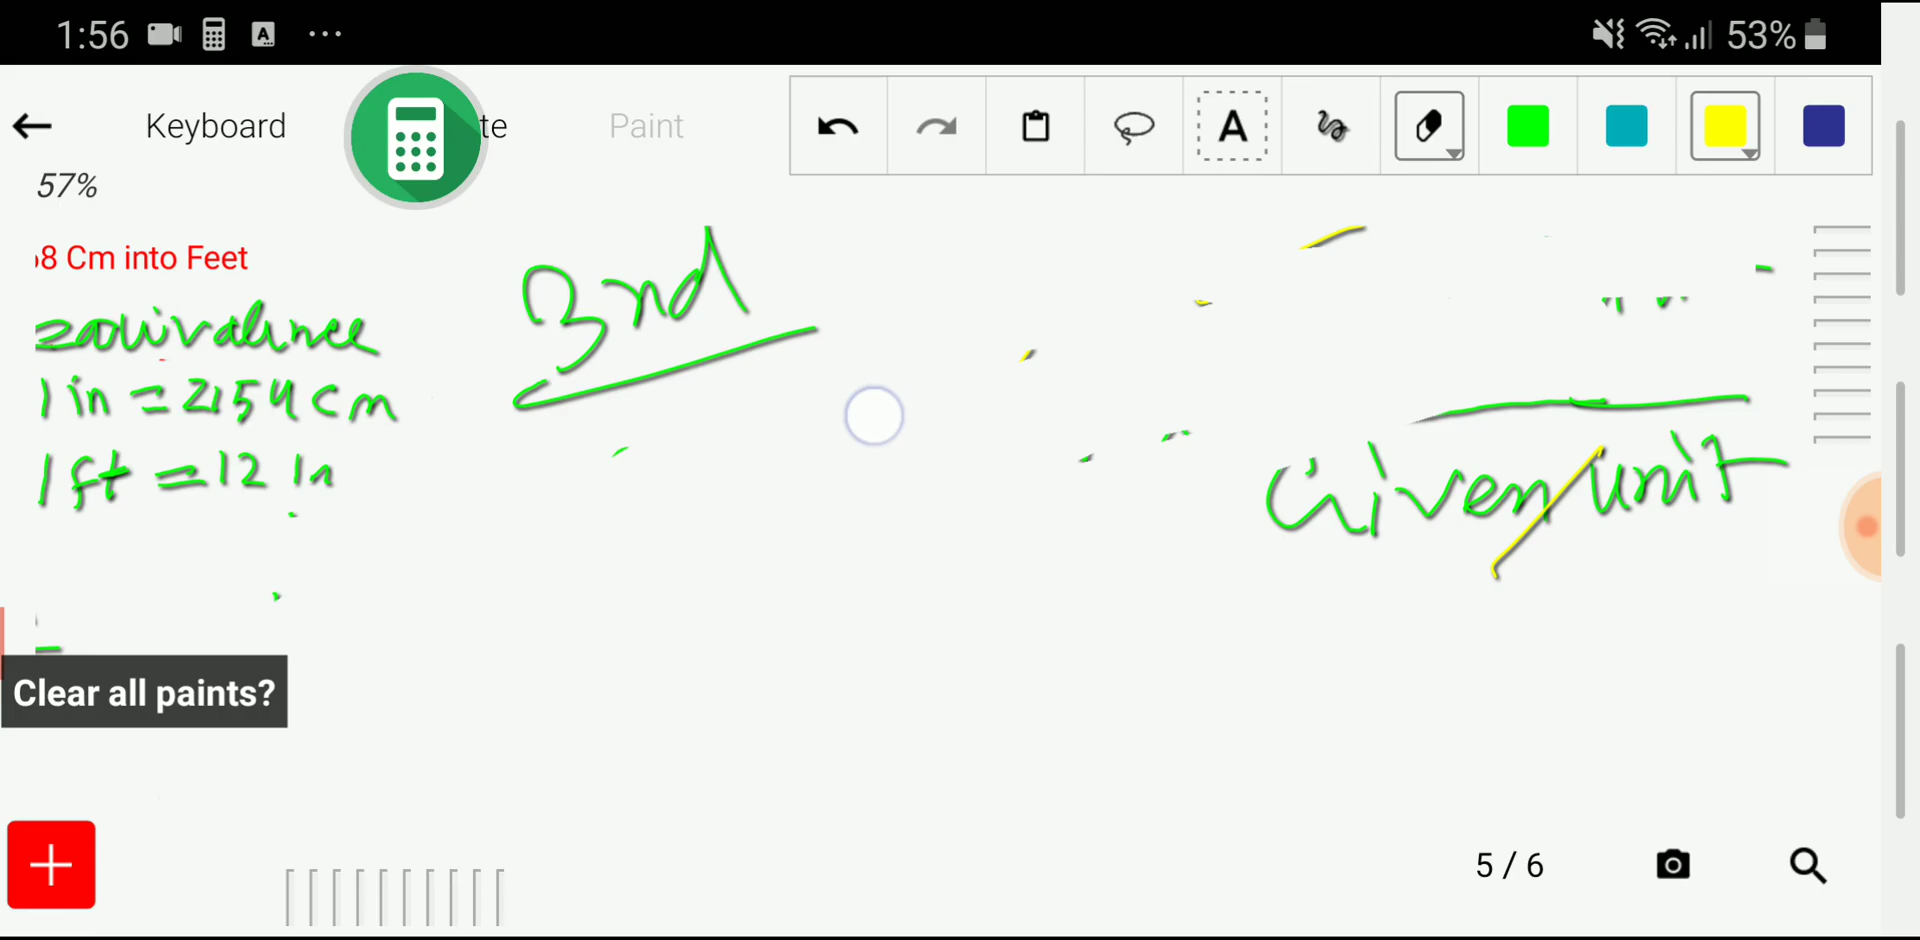 1:56 A ... 53%
Keyboard te Paint A
57%
8 Cm into Feet
3nd
1 in = 2.54 cm
1 ft = 12 in
Given unit
Clear all paints?
5 / 6